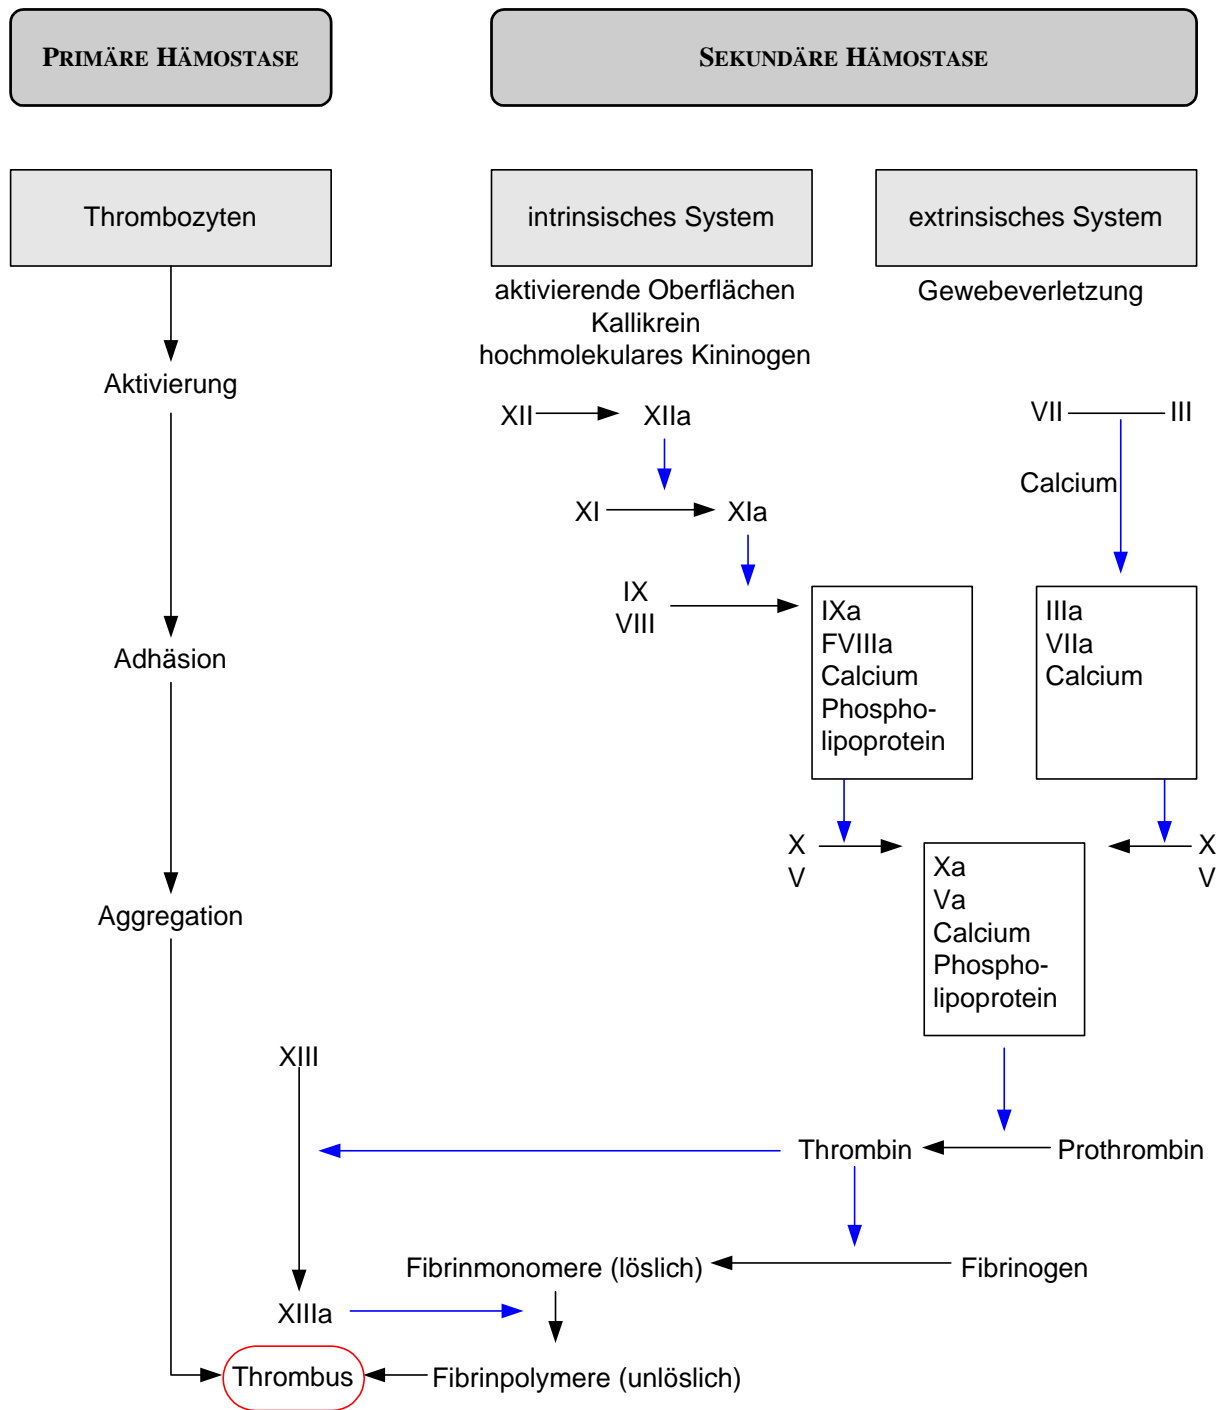 PRIMÄRE HÄMOSTASE
SEKUNDÄRE HÄMOSTASE
Thrombozyten
intrinsisches System
extrinsisches System
aktivierende Oberflächen
Kallikrein
hochmolekulares Kininogen
Gewebeverletzung
Aktivierung
XII
XIIa
VII
III
Calcium
XI
XIa
IX
VIII
IXa
FVIIIa
Calcium
Phospho-
lipoprotein
IIIa
VIIa
Calcium
Adhäsion
X
V
X
V
Xa
Va
Calcium
Phospho-
lipoprotein
Aggregation
XIII
Thrombin
Prothrombin
Fibrinmonomere (löslich)
Fibrinogen
XIIIa
Thrombus
Fibrinpolymere (unlöslich)